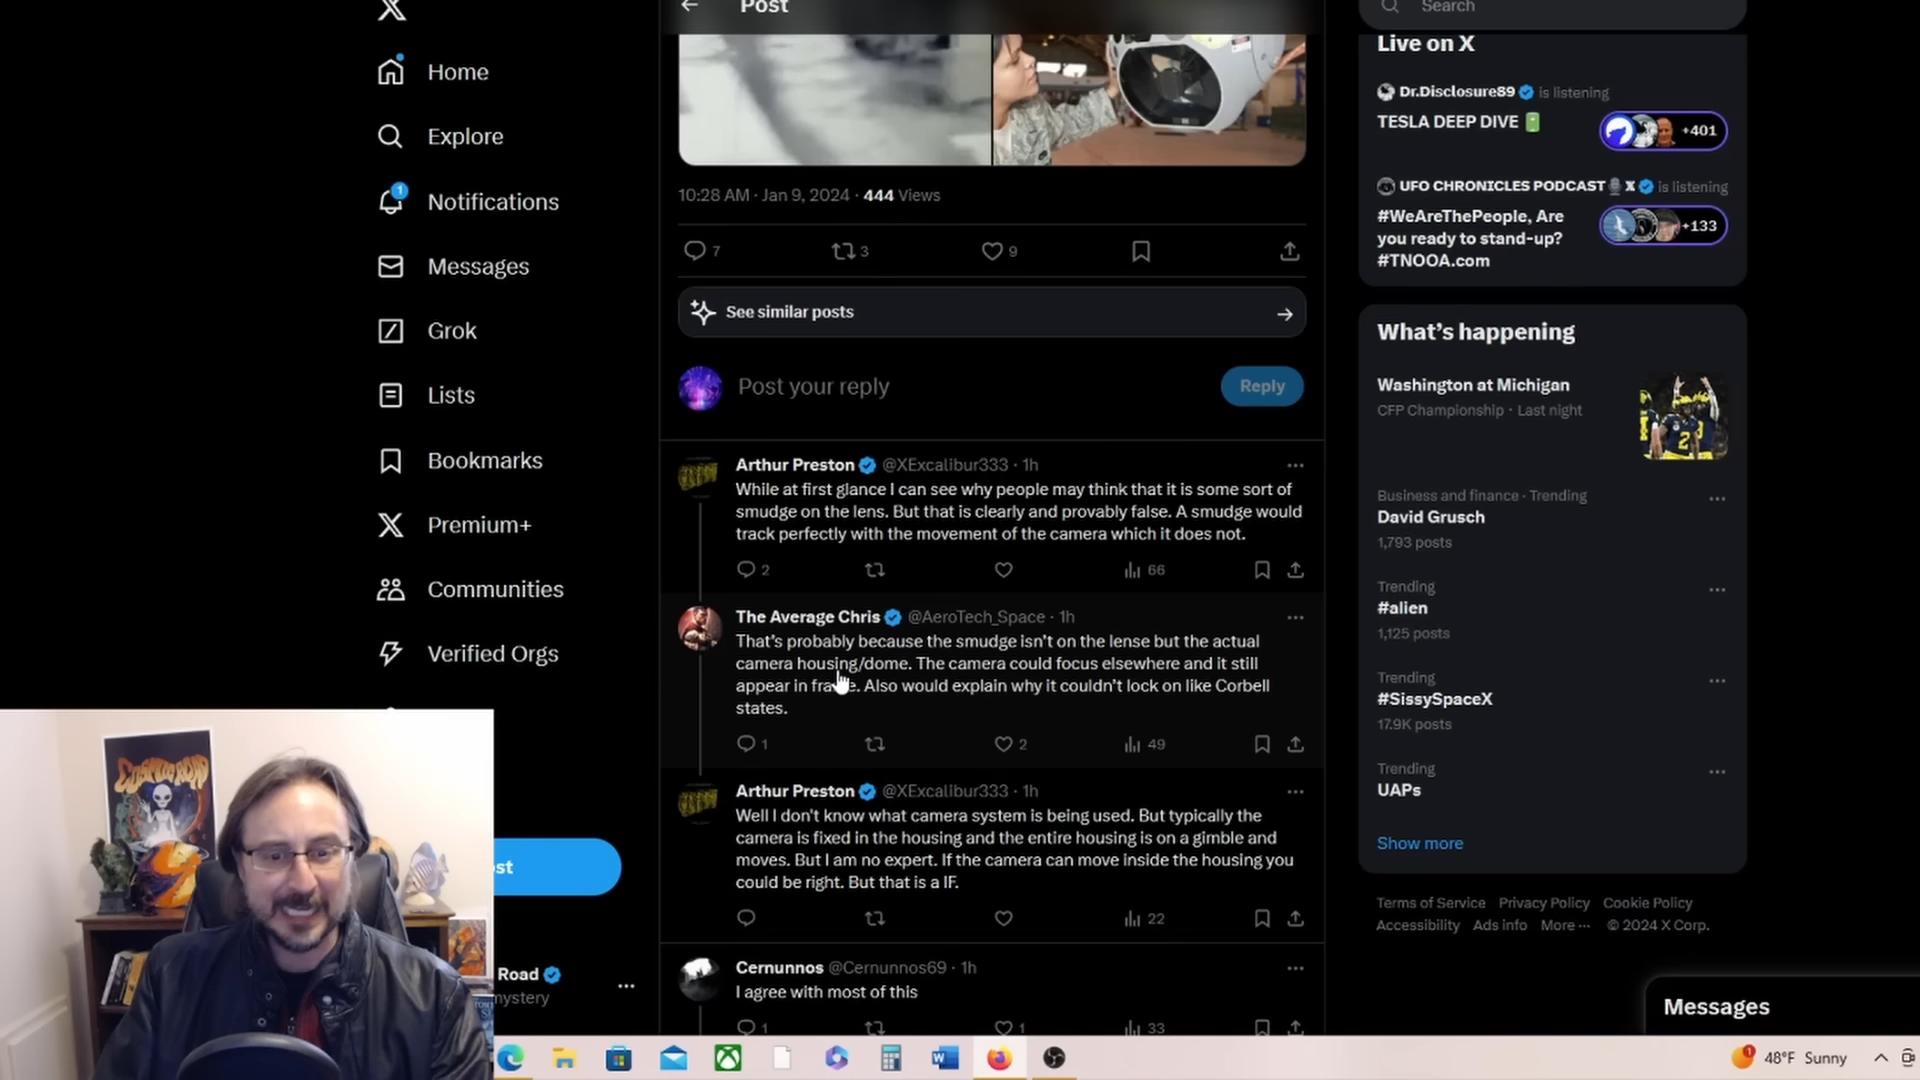 Post
Search
Home
Explore
1
Notifications
Messages
Grok
Lists
Bookmarks
Premium+
Communities
Verified Orgs
COSMIC ROAD
st
Road
mystery
10:28 AM · Jan 9, 2024 · 444 Views
7
3
9
See similar posts
Post your reply
Reply
Arthur Preston @XExcalibur333 · 1h
While at first glance I can see why people may think that it is some sort of
smudge on the lens. But that is clearly and provably false. A smudge would
track perfectly with the movement of the camera which it does not.
2
66
The Average Chris @AeroTech_Space · 1h
That's probably because the smudge isn't on the lense but the actual
camera housing/dome. The camera could focus elsewhere and it still
appear in fra e. Also would explain why it couldn't lock on like Corbell
states.
1
2
49
Arthur Preston @XExcalibur333 · 1h
Well I don't know what camera system is being used. But typically the
camera is fixed in the housing and the entire housing is on a gimble and
moves. But I am no expert. If the camera can move inside the housing you
could be right. But that is a IF.
22
Cernunnos @Cernunnos69 · 1h
I agree with most of this
1
1
33
Live on X
Dr.Disclosure89 is listening
TESLA DEEP DIVE
+401
UFO CHRONICLES PODCAST X is listening
#WeAreThePeople, Are
you ready to stand-up?
#TNOOA.com
+133
What's happening
Washington at Michigan
CFP Championship · Last night
2
Business and finance · Trending
David Grusch
1,793 posts
Trending
#alien
1,125 posts
Trending
#SissySpaceX
17.9K posts
Trending
UAPs
Show more
Terms of Service Privacy Policy Cookie Policy
Accessibility Ads info More ··· © 2024 X Corp.
Messages
1
48°F Sunny